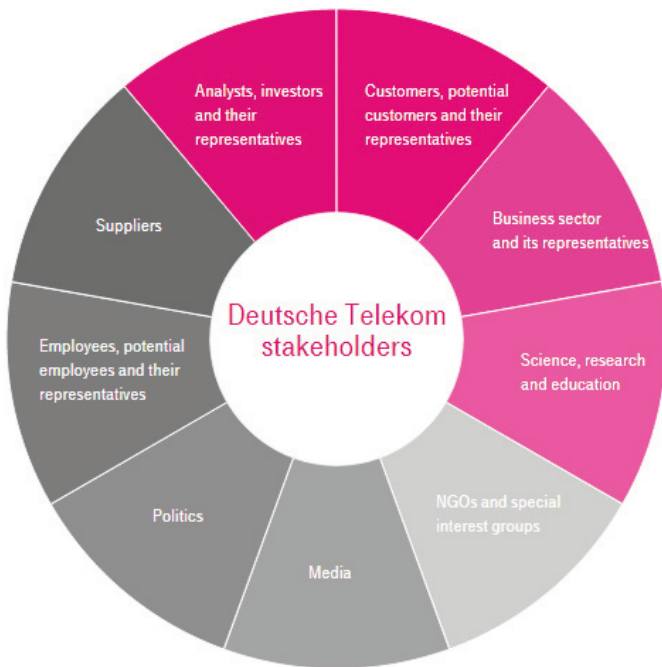 Analysts, investors
and their
representatives
Customers, potential
customers and their
representatives
Business sector
and its representatives
Science, research
and education
NGOs and special
interest groups
Media
Politics
Employees, potential
employees and their
representatives
Suppliers
Deutsche Telekom
stakeholders